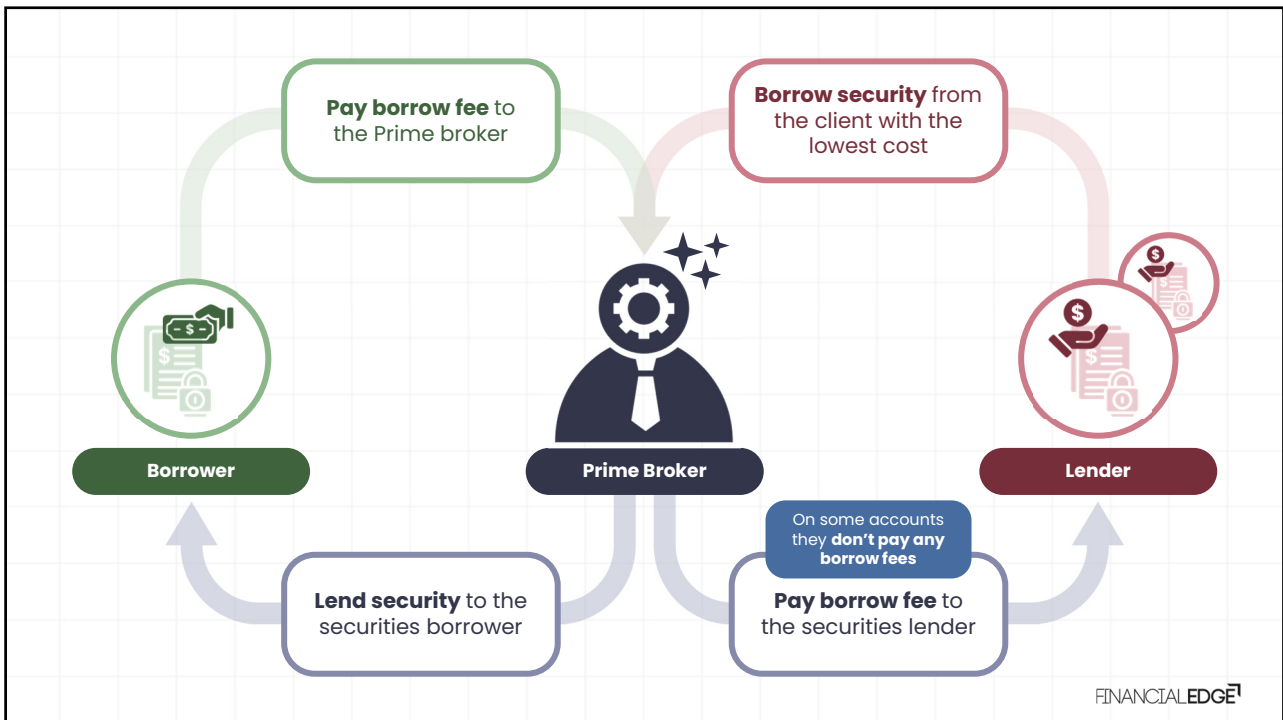 Pay borrow fee to
the Prime broker
Borrow security from
the client with the
lowest cost
$
$
$
$
$
Borrower
Prime Broker
Lender
On some accounts
they don't pay any
borrow fees
Lend security to the
securities borrower
Pay borrow fee to
the securities lender
FINANCIALEDGE